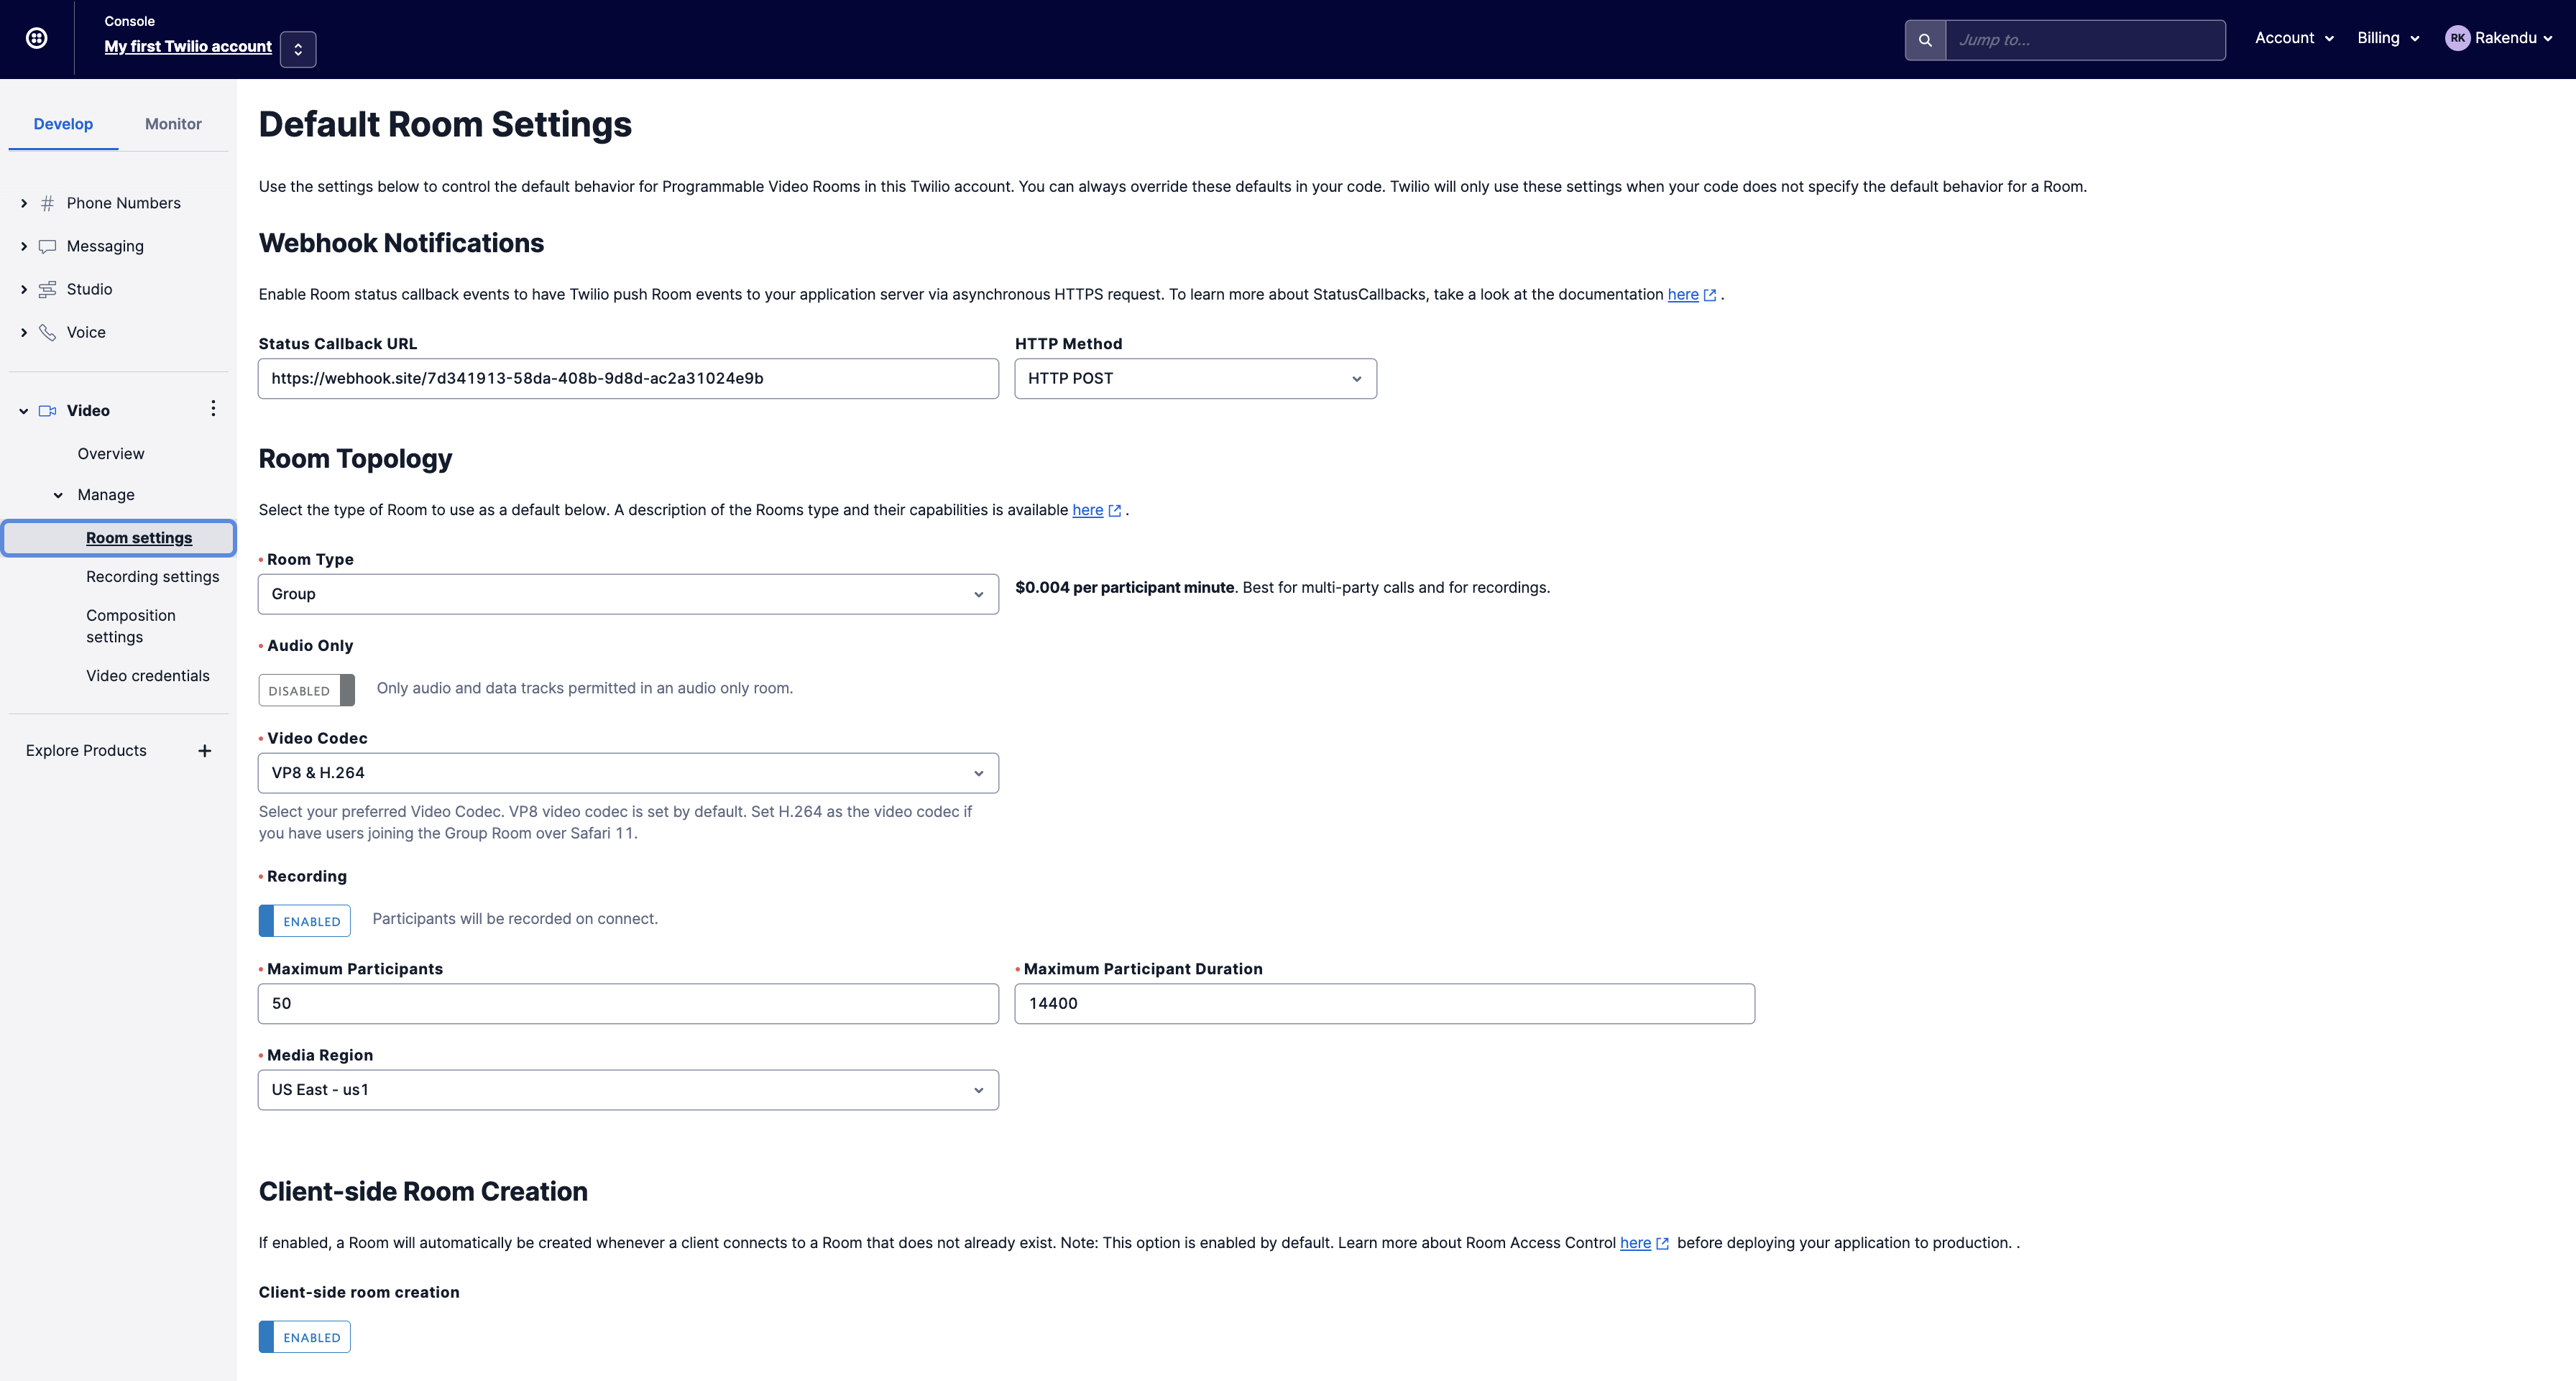 Console
My first Twilio account
Jump to...
Account
Billing
RK
Rakendu
Develop
Monitor
Phone Numbers
Messaging
Studio
Voice
Video
Overview
Manage
Room settings
Recording settings
Composition
settings
Video credentials
Explore Products
Default Room Settings
Use the settings below to control the default behavior for Programmable Video Rooms in this Twilio account. You can always override these defaults in your code. Twilio will only use these settings when your code does not specify the default behavior for a Room.
Webhook Notifications
Enable Room status callback events to have Twilio push Room events to your application server via asynchronous HTTPS request. To learn more about StatusCallbacks, take a look at the documentation here .
Status Callback URL
HTTP Method
https://webhook.site/7d341913-58da-408b-9d8d-ac2a31024e9b
HTTP POST
Room Topology
Select the type of Room to use as a default below. A description of the Rooms type and their capabilities is available here .
Room Type
Group
$0.004 per participant minute. Best for multi-party calls and for recordings.
Audio Only
DISABLED
Only audio and data tracks permitted in an audio only room.
Video Codec
VP8 & H.264
Select your preferred Video Codec. VP8 video codec is set by default. Set H.264 as the video codec if
you have users joining the Group Room over Safari 11.
Recording
ENABLED
Participants will be recorded on connect.
Maximum Participants
Maximum Participant Duration
50
14400
Media Region
US East - us1
Client-side Room Creation
If enabled, a Room will automatically be created whenever a client connects to a Room that does not already exist. Note: This option is enabled by default. Learn more about Room Access Control here before deploying your application to production. .
Client-side room creation
ENABLED